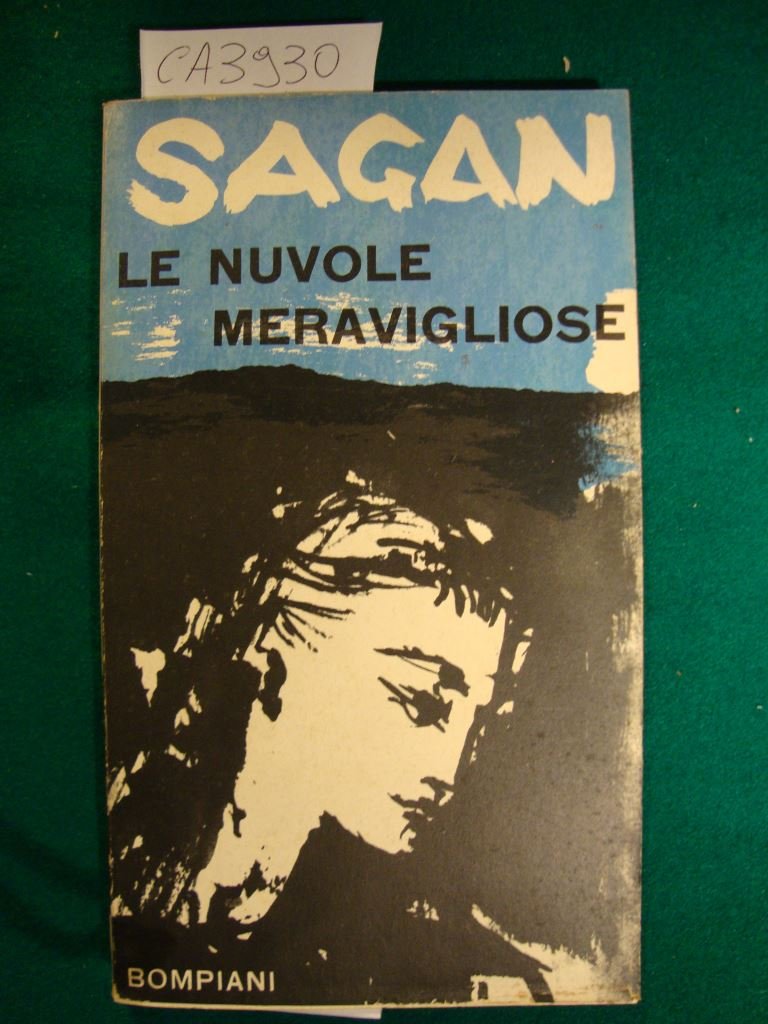 CA3930
SAGAN
LE NUVOLE
MERAVIGLIOSE
BOMPIANI